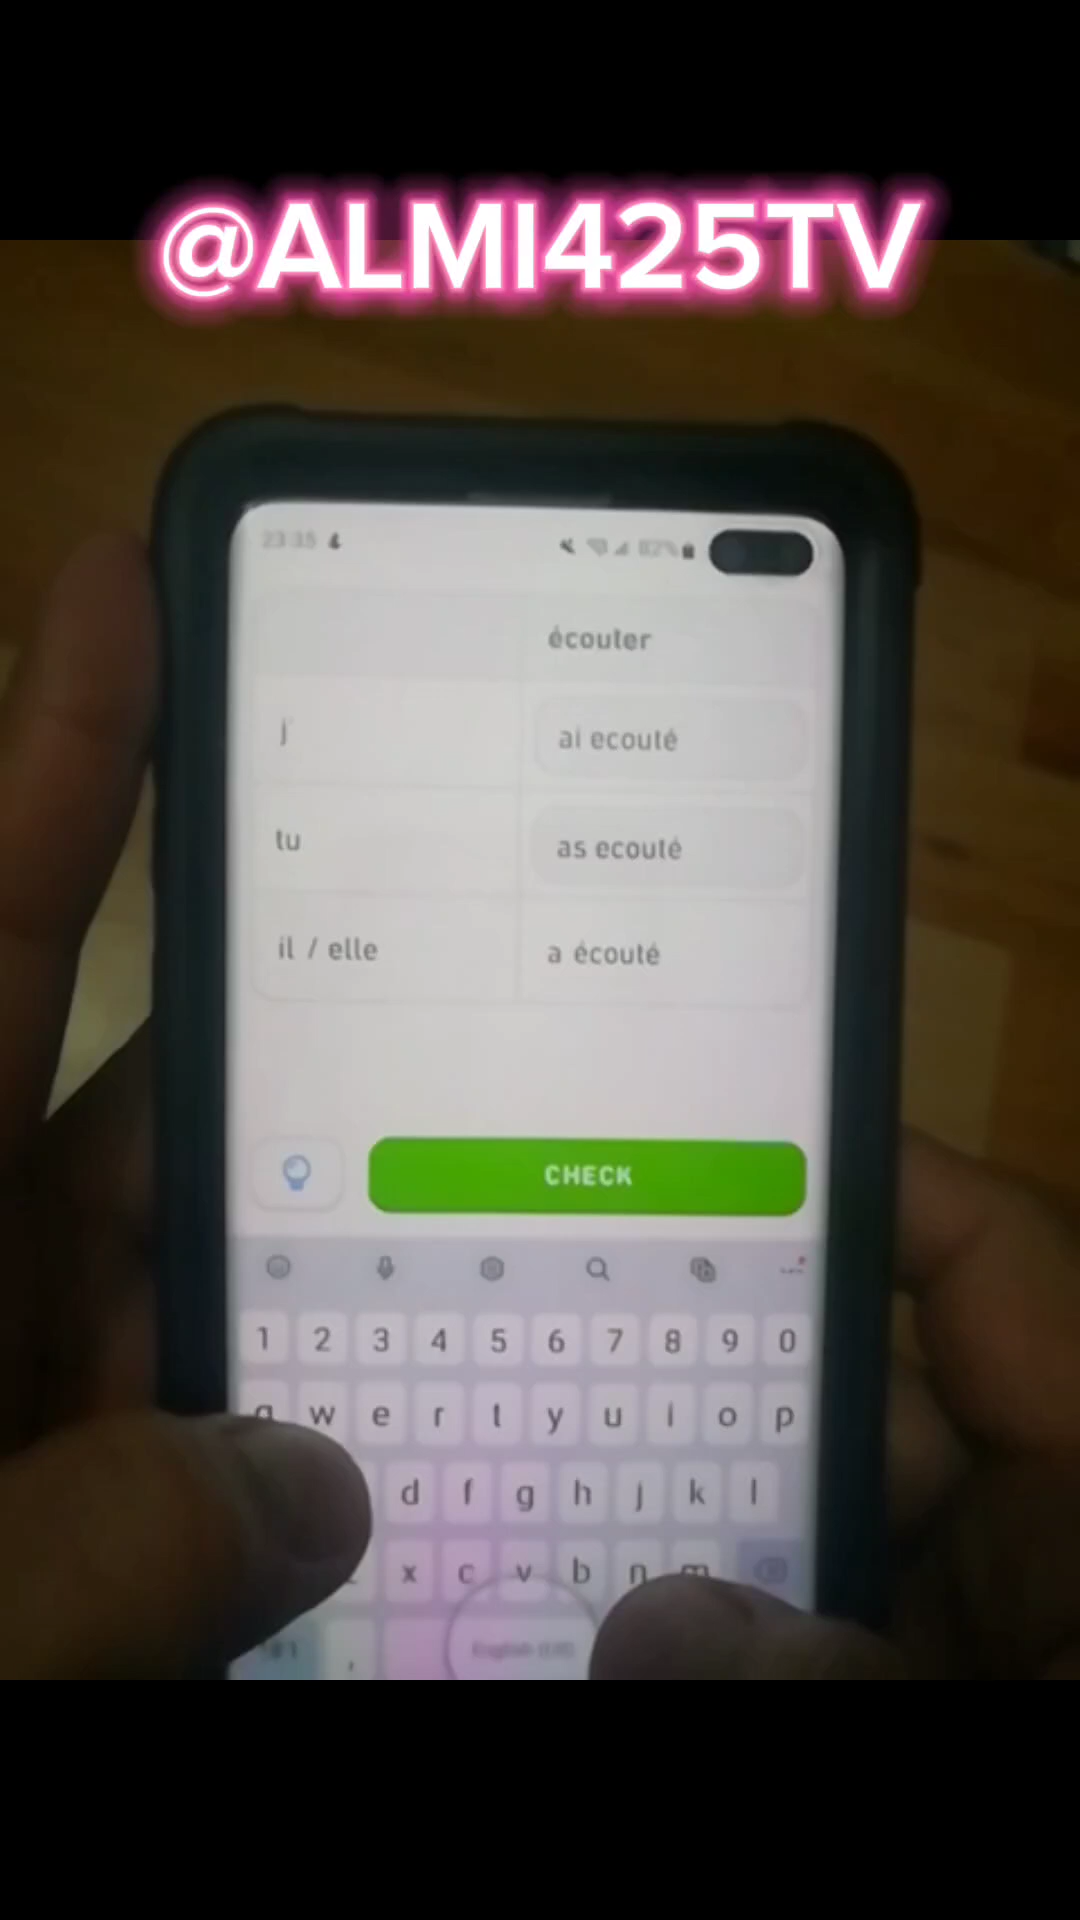 @ALMI425TV
23:35 82%
écouter
j' ai ecouté
tu as ecouté
il / elle a écouté
CHECK
1 2 3 4 5 6 7 8 9 0
q w e r t y u i o p
d f g h j k l
x c v b n m
,